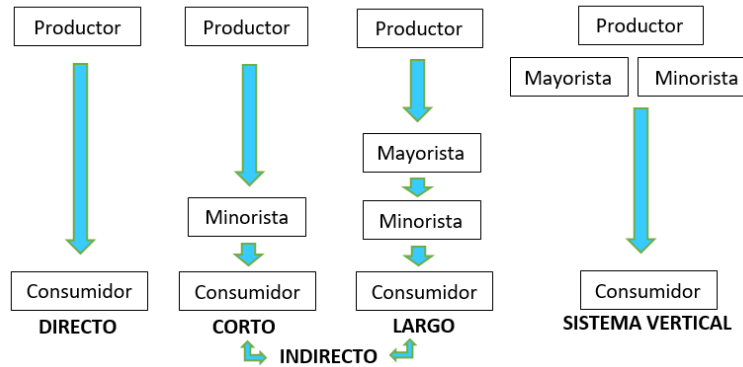 Productor
Consumidor
DIRECTO
Productor
Minorista
Consumidor
CORTO
Productor
Mayorista
Minorista
Consumidor
LARGO
INDIRECTO
Productor
Mayorista Minorista
Consumidor
SISTEMA VERTICAL